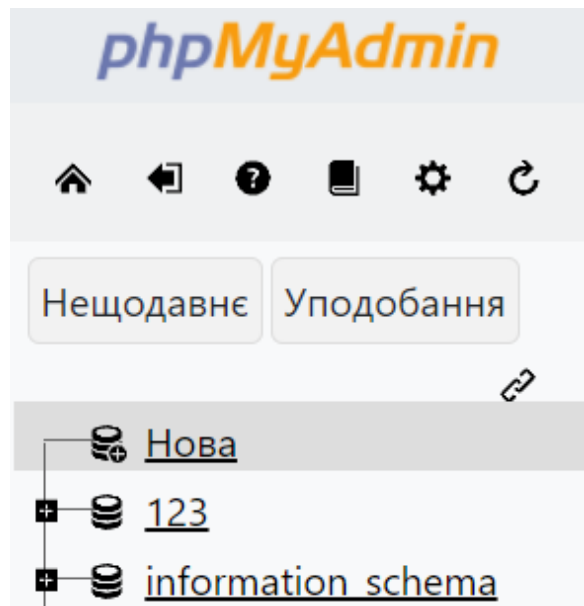 phpMyAdmin
Нещодавнє Уподобання
Нова
123
information_schema